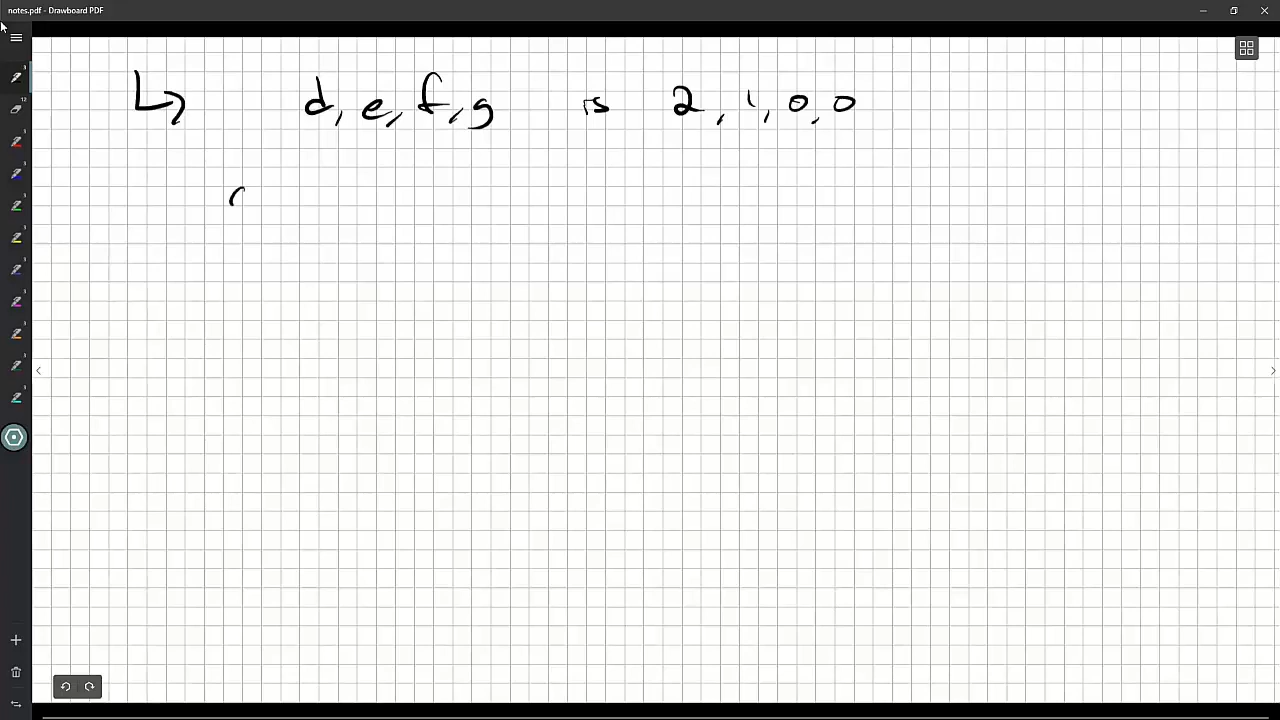 notes.pdf - Drawboard PDF
↳ d, e, f, g is 2, 1, 0, 0
(